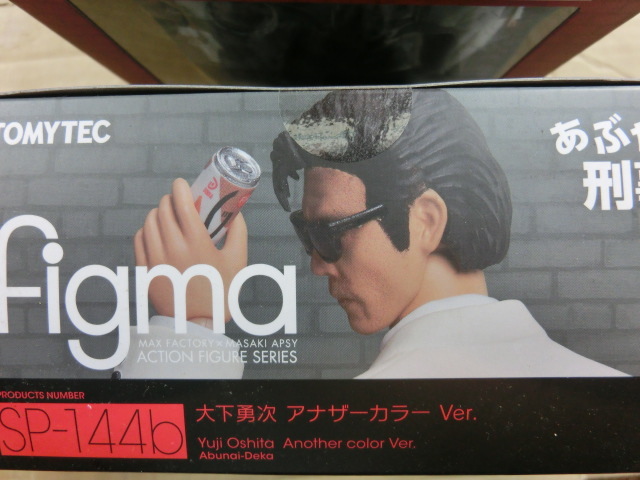 TOMYTEC
あぶ
刑事
figma
MAX FACTORY × MASAKI APSY
ACTION FIGURE SERIES
PRODUCTS NUMBER
SP-144b
大下勇次 アナザーカラー Ver.
Yuji Oshita Another color Ver.
Abunai-Deka